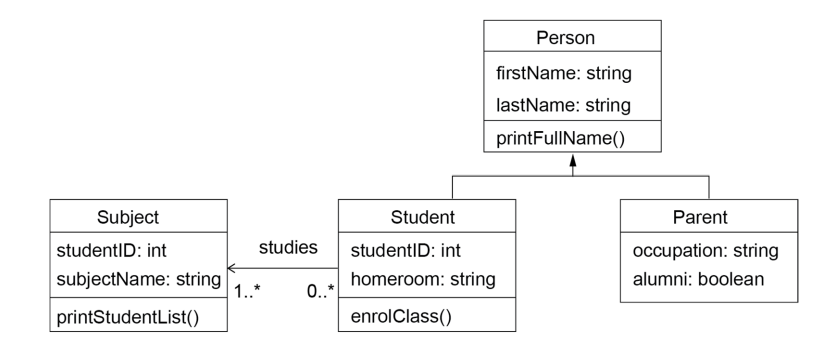 Person
firstName: string
lastName: string
printFullName()
Subject
studentID: int
subjectName: string
printStudentList()
studies
1..*
0..*
Student
studentID: int
homeroom: string
enrolClass()
Parent
occupation: string
alumni: boolean